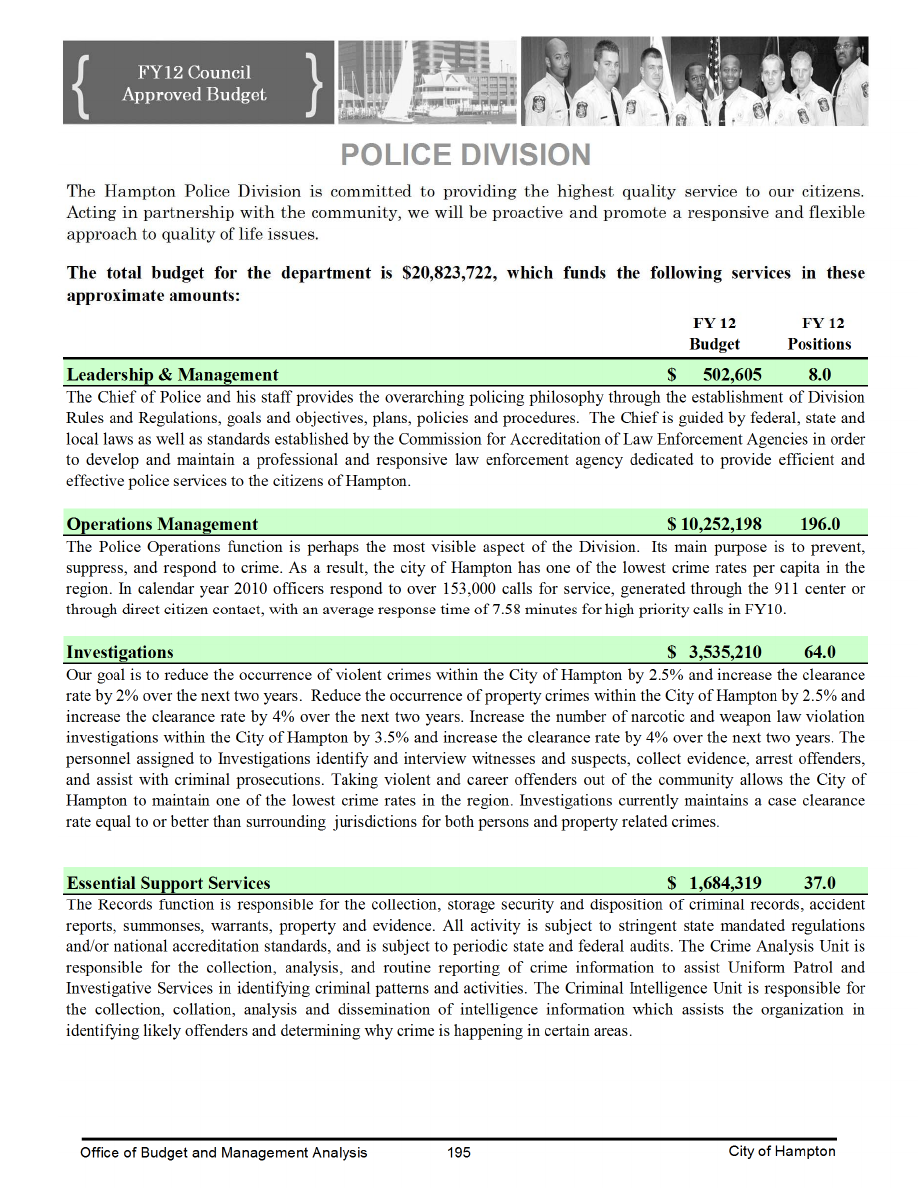 FY12 Council
Approved Budget
POLICE DIVISION
The Hampton Police Division is committed to providing the highest quality service to our citizens.
Acting in partnership with the community, we will be proactive and promote a responsive and flexible
approach to quality of life issues.
The total budget for the department is $20,823,722, which funds the following services in these
approximate amounts:
FY 12 FY 12
Budget Positions
Leadership & Management $ 502,605 8.0
The Chief of Police and his staff provides the overarching policing philosophy through the establishment of Division
Rules and Regulations, goals and objectives, plans, policies and procedures. The Chief is guided by federal, state and
local laws as well as standards established by the Commission for Accreditation of Law Enforcement Agencies in order
to develop and maintain a professional and responsive law enforcement agency dedicated to provide efficient and
effective police services to the citizens of Hampton.
Operations Management $ 10,252,198 196.0
The Police Operations function is perhaps the most visible aspect of the Division. Its main purpose is to prevent,
suppress, and respond to crime. As a result, the city of Hampton has one of the lowest crime rates per capita in the
region. In calendar year 2010 officers respond to over 153,000 calls for service, generated through the 911 center or
through direct citizen contact, with an average response time of 7.58 minutes for high priority calls in FY10.
Investigations $ 3,535,210 64.0
Our goal is to reduce the occurrence of violent crimes within the City of Hampton by 2.5% and increase the clearance
rate by 2% over the next two years. Reduce the occurrence of property crimes within the City of Hampton by 2.5% and
increase the clearance rate by 4% over the next two years. Increase the number of narcotic and weapon law violation
investigations within the City of Hampton by 3.5% and increase the clearance rate by 4% over the next two years. The
personnel assigned to Investigations identify and interview witnesses and suspects, collect evidence, arrest offenders,
and assist with criminal prosecutions. Taking violent and career offenders out of the community allows the City of
Hampton to maintain one of the lowest crime rates in the region. Investigations currently maintains a case clearance
rate equal to or better than surrounding jurisdictions for both persons and property related crimes.
Essential Support Services $ 1,684,319 37.0
The Records function is responsible for the collection, storage security and disposition of criminal records, accident
reports, summonses, warrants, property and evidence. All activity is subject to stringent state mandated regulations
and/or national accreditation standards, and is subject to periodic state and federal audits. The Crime Analysis Unit is
responsible for the collection, analysis, and routine reporting of crime information to assist Uniform Patrol and
Investigative Services in identifying criminal patterns and activities. The Criminal Intelligence Unit is responsible for
the collection, collation, analysis and dissemination of intelligence information which assists the organization in
identifying likely offenders and determining why crime is happening in certain areas.
Office of Budget and Management Analysis 195 City of Hampton